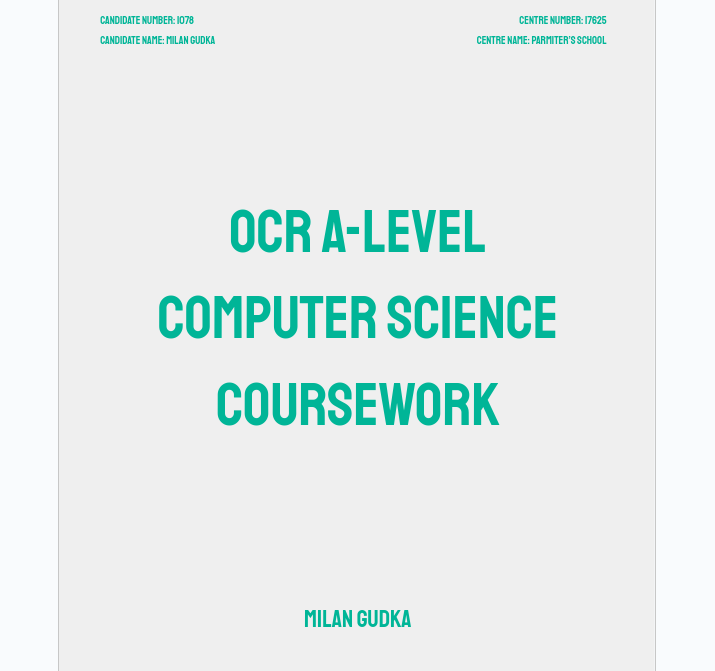 CANDIDATE NUMBER: 1078
CENTRE NUMBER: 17625
CANDIDATE NAME: MILAN GUDKA
CENTRE NAME: PARMITER'S SCHOOL
OCR A-LEVEL
COMPUTER SCIENCE
COURSEWORK
MILAN GUDKA